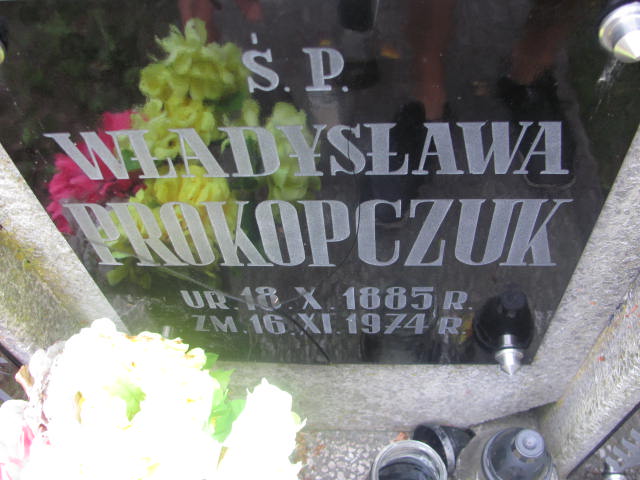 Ś. P.
WŁADYSŁAWA
PROKOPCZUK
UR. 18. X. 1885 R.
ZM. 16. XI. 1974 R.